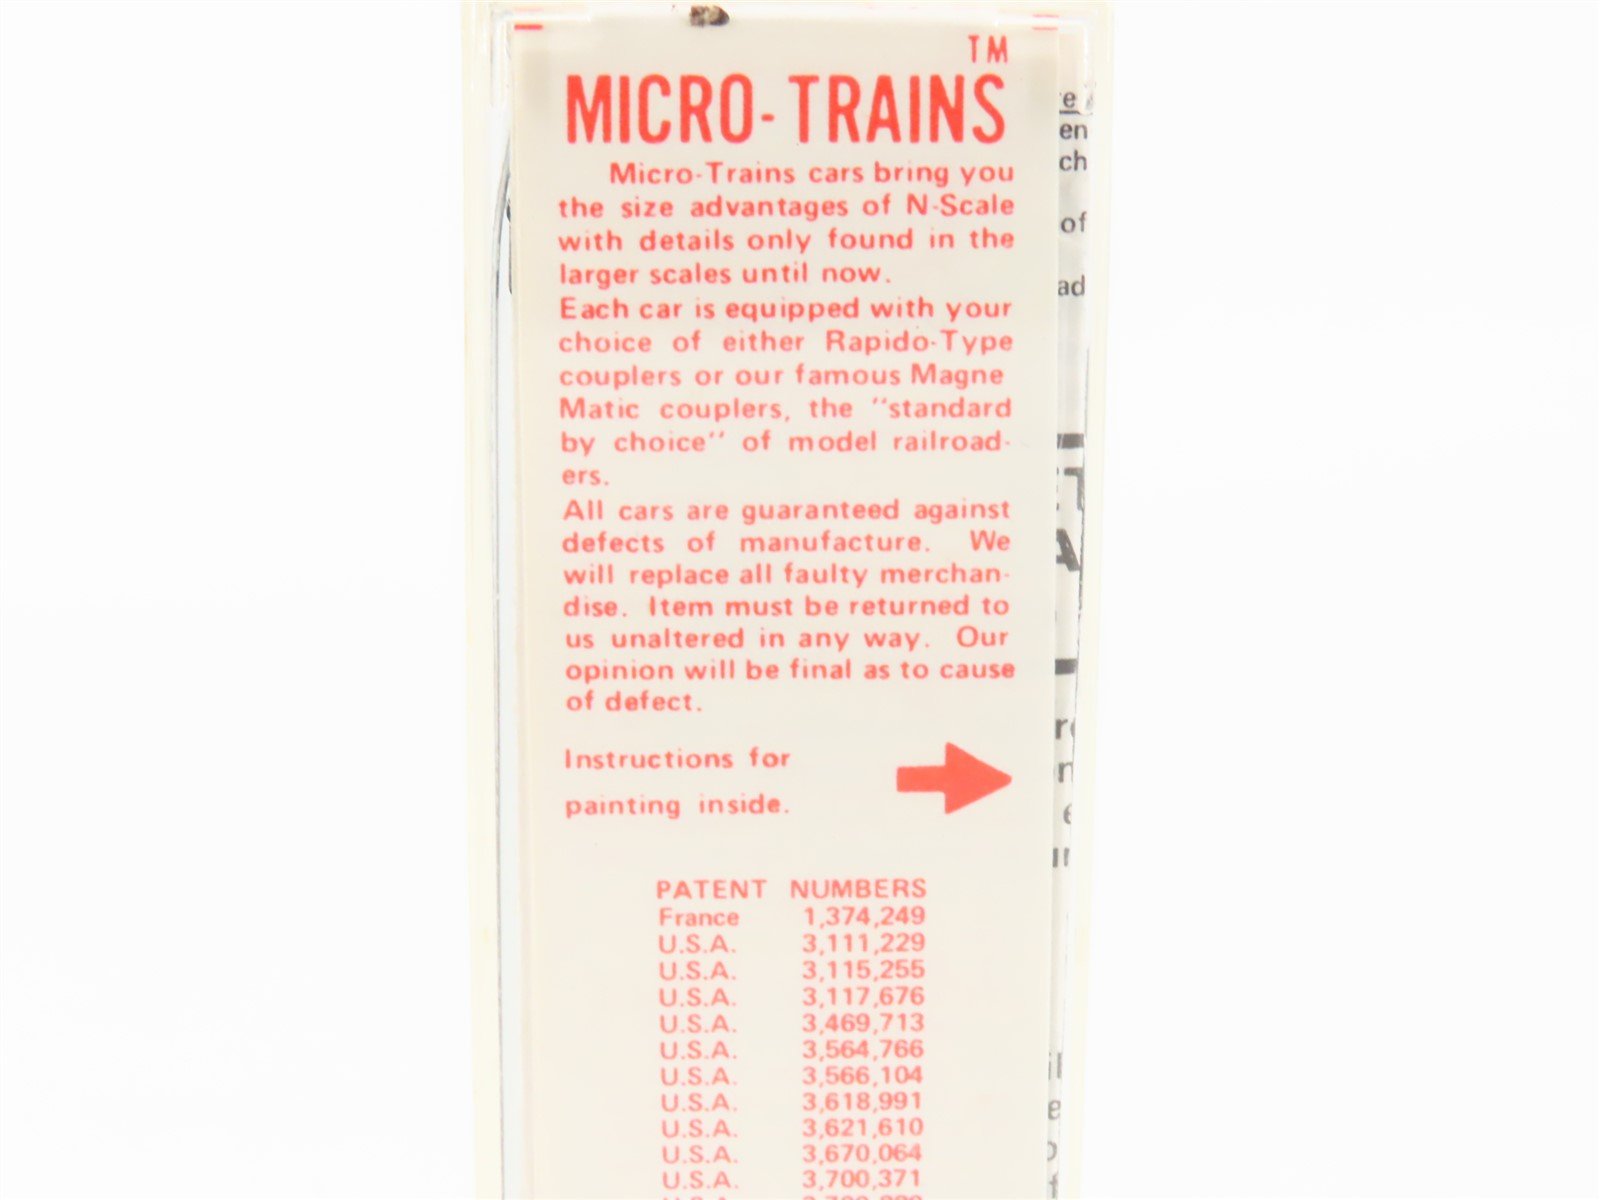 TM
MICRO-TRAINS
Micro-Trains cars bring you
the size advantages of N-Scale
with details only found in the
larger scales until now.
Each car is equipped with your
choice of either Rapido-Type
couplers or our famous Magne
Matic couplers, the "standard
by choice" of model railroad-
ers.
All cars are guaranteed against
defects of manufacture. We
will replace all faulty merchan-
dise. Item must be returned to
us unaltered in any way. Our
opinion will be final as to cause
of defect.
Instructions for
painting inside.
PATENT NUMBERS
France 1,374,249
U.S.A. 3,111,229
U.S.A. 3,115,255
U.S.A. 3,117,676
U.S.A. 3,469,713
U.S.A. 3,564,766
U.S.A. 3,566,104
U.S.A. 3,618,991
U.S.A. 3,621,610
U.S.A. 3,670,064
U.S.A. 3,700,371
en
ch
of
ad